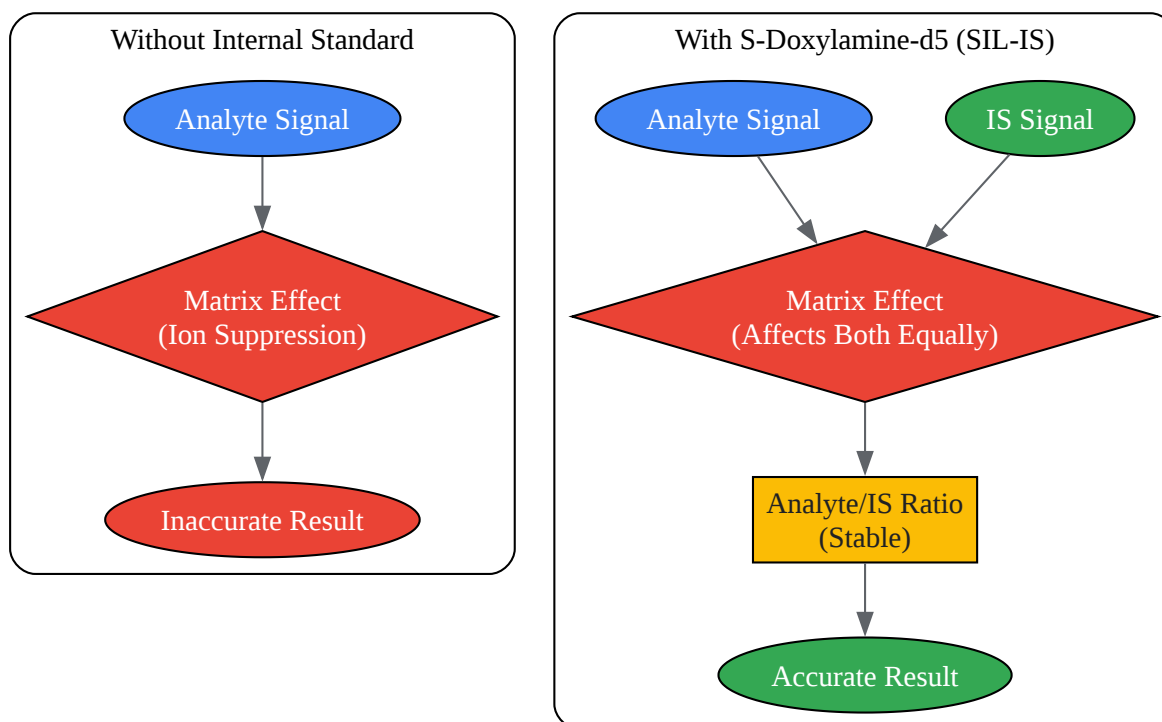 Without Internal Standard
Analyte Signal
Matrix Effect
(Ion Suppression)
Inaccurate Result
With S-Doxylamine-d5 (SIL-IS)
Analyte Signal
IS Signal
Matrix Effect
(Affects Both Equally)
Analyte/IS Ratio
(Stable)
Accurate Result